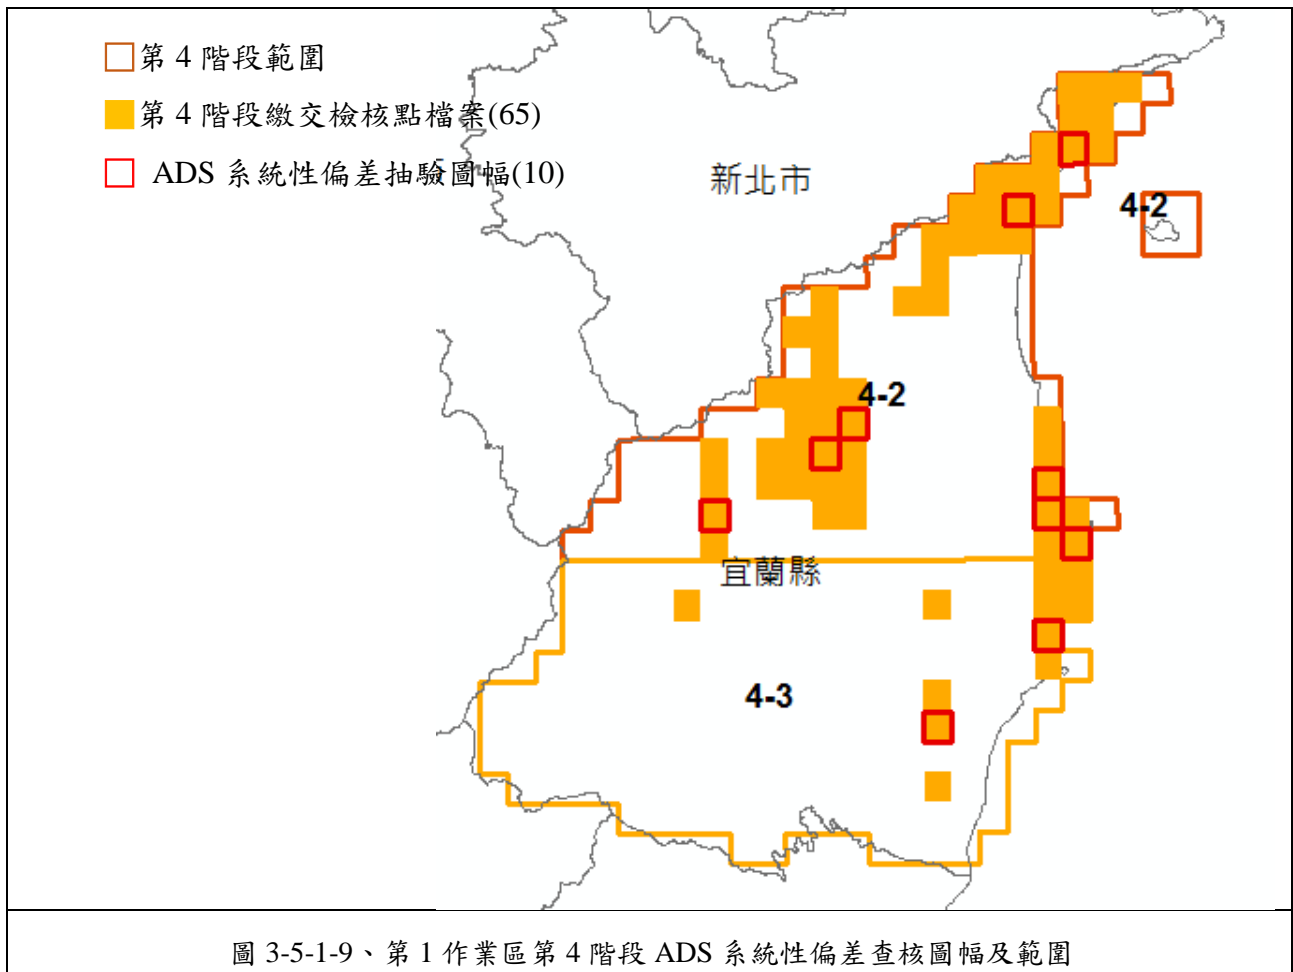 第 4 階段範圍
第 4 階段繳交檢核點檔案(65)
ADS 系統性偏差抽驗圖幅(10)
新北市
4-2
4-2
宜蘭縣
4-3
圖 3-5-1-9、第 1 作業區第 4 階段 ADS 系統性偏差查核圖幅及範圍